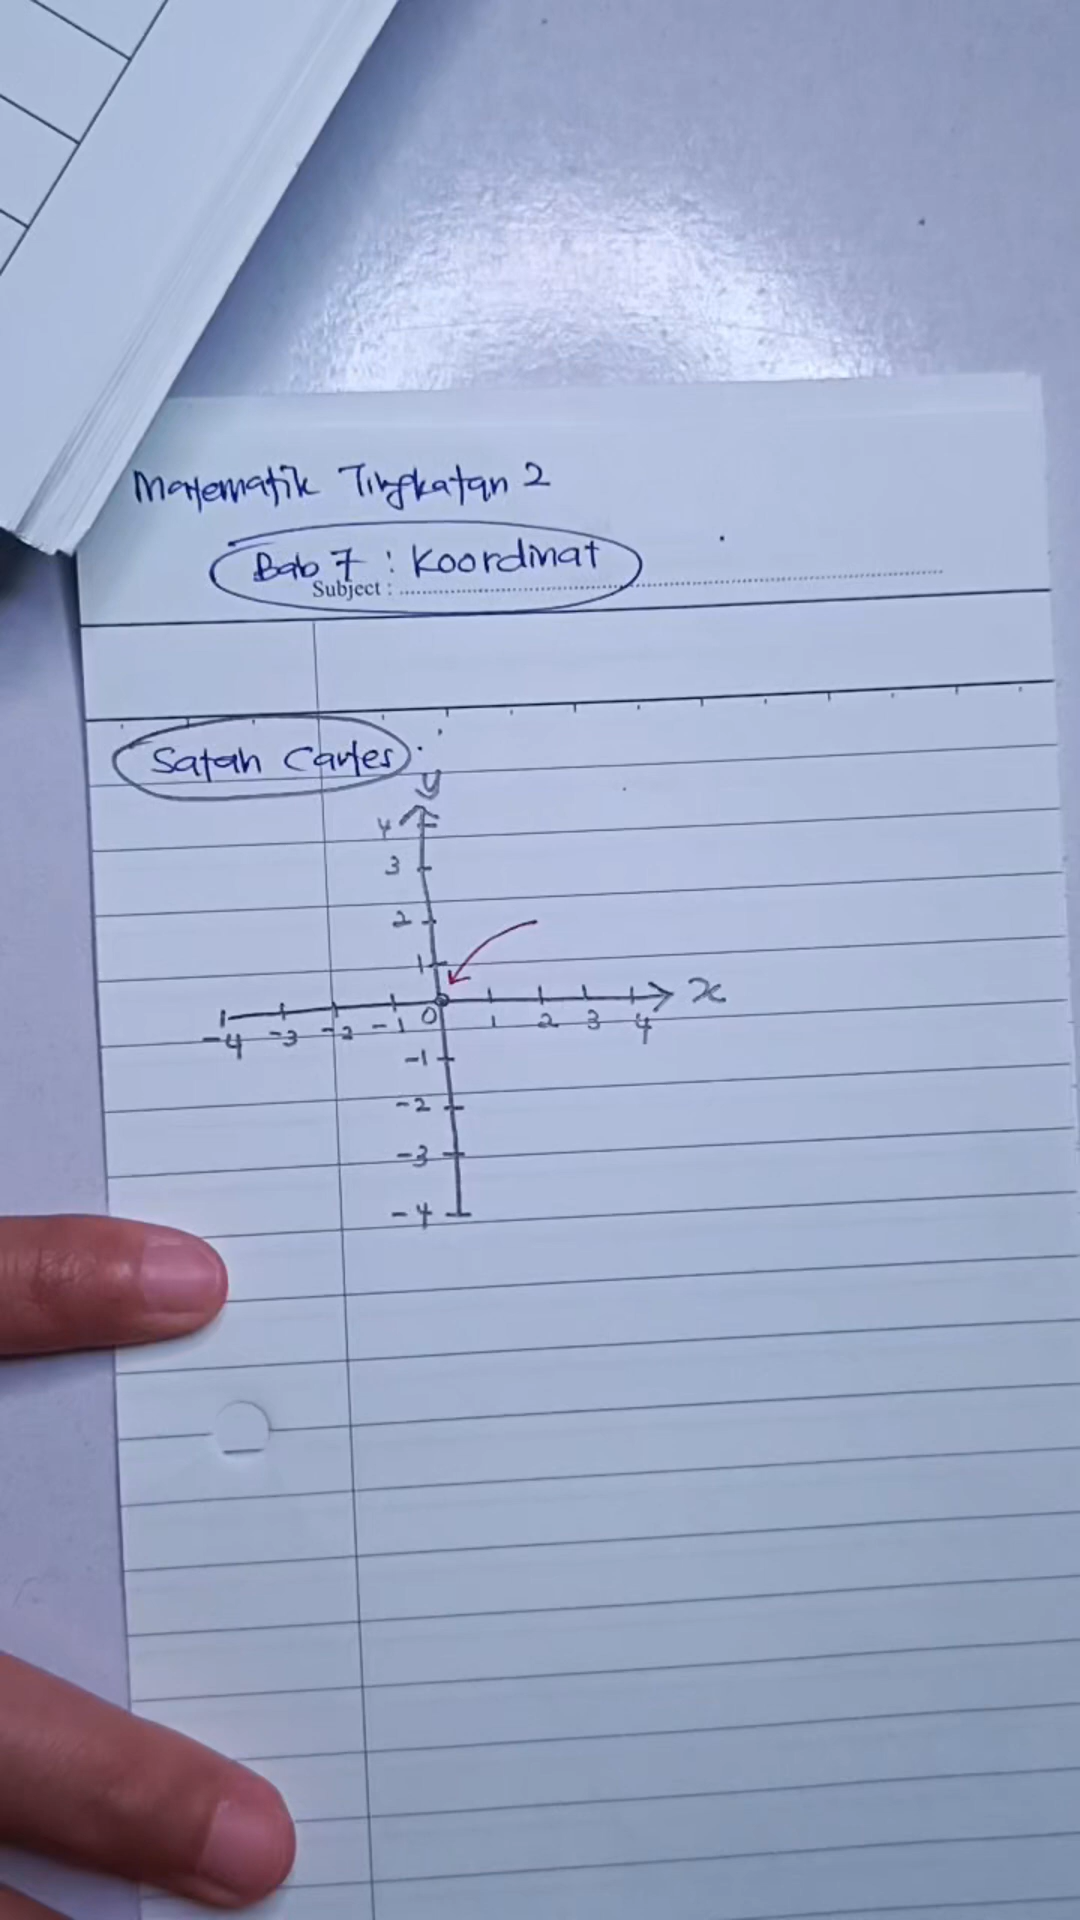 Matematik Tingkatan 2
Bab 7 : Koordinat
Subject :
Satah Cartes
y
4
3
2
1
x
-4 -3 -2 -1 0 1 2 3 4
-1
-2
-3
-4